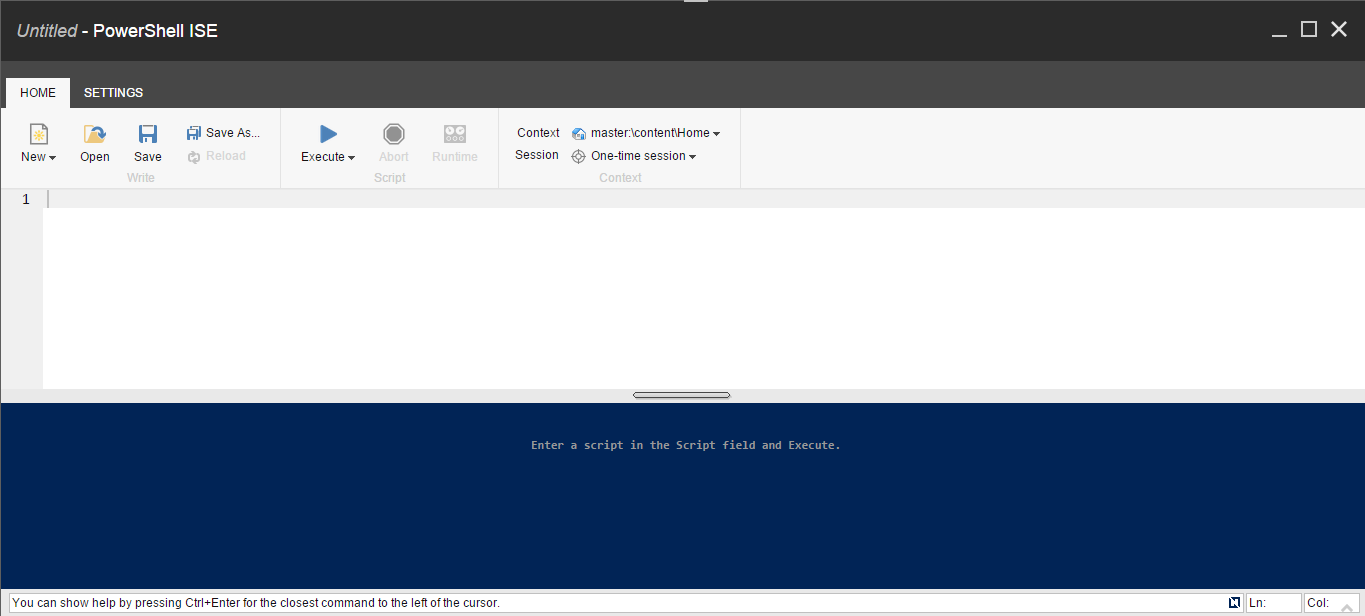 Untitled - PowerShell ISE
HOME SETTINGS
New Open Save Save As... Reload
Write
Execute Abort Runtime
Script
Context master:\content\Home
Session One-time session
Context
1
Enter a script in the Script field and Execute.
You can show help by pressing Ctrl+Enter for the closest command to the left of the cursor. Ln: Col: